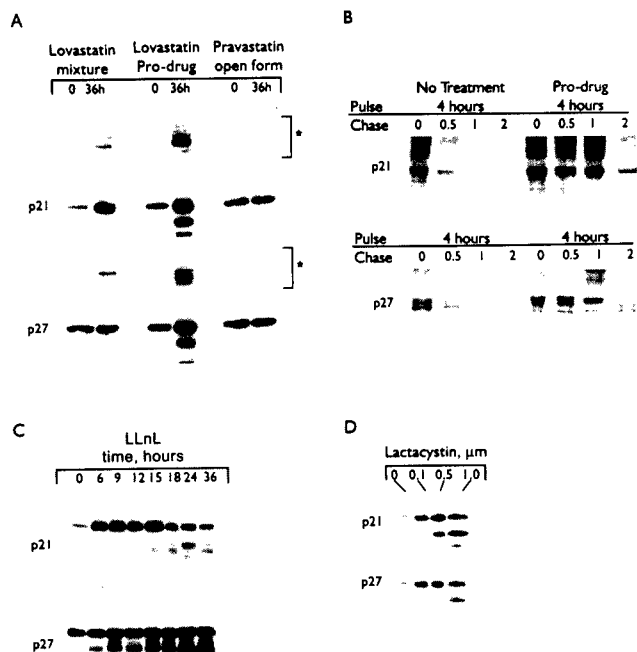 A
Lovastatin mixture
Lovastatin Pro-drug
Pravastatin open form
0 36h 0 36h 0 36h
*
p21
*
p27
B
No Treatment
Pro-drug
Pulse 4 hours 4 hours
Chase 0 0.5 1 2 0 0.5 1 2
p21
Pulse 4 hours 4 hours
Chase 0 0.5 1 2 0 0.5 1 2
p27
C
LLnL
time, hours
0 6 9 12 15 18 24 36
p21
p27
D
Lactacystin, μm
0 0.1 0.5 1.0
p21
p27